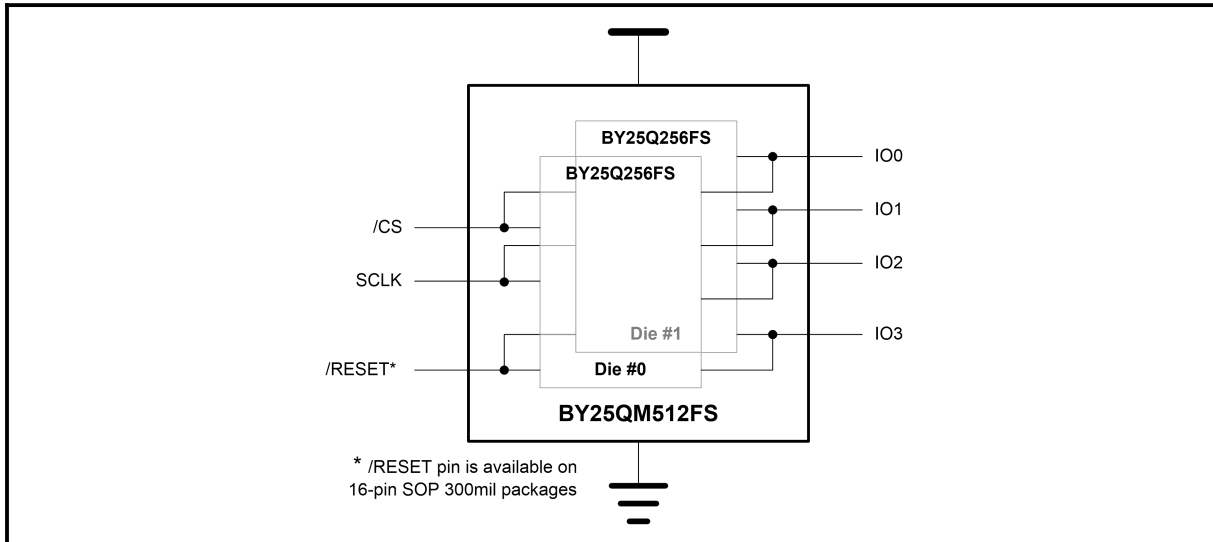 BY25Q256FS
BY25Q256FS
IO0
IO1
/CS
IO2
SCLK
Die #1
IO3
/RESET*
Die #0
BY25QM512FS
* /RESET pin is available on
16-pin SOP 300mil packages